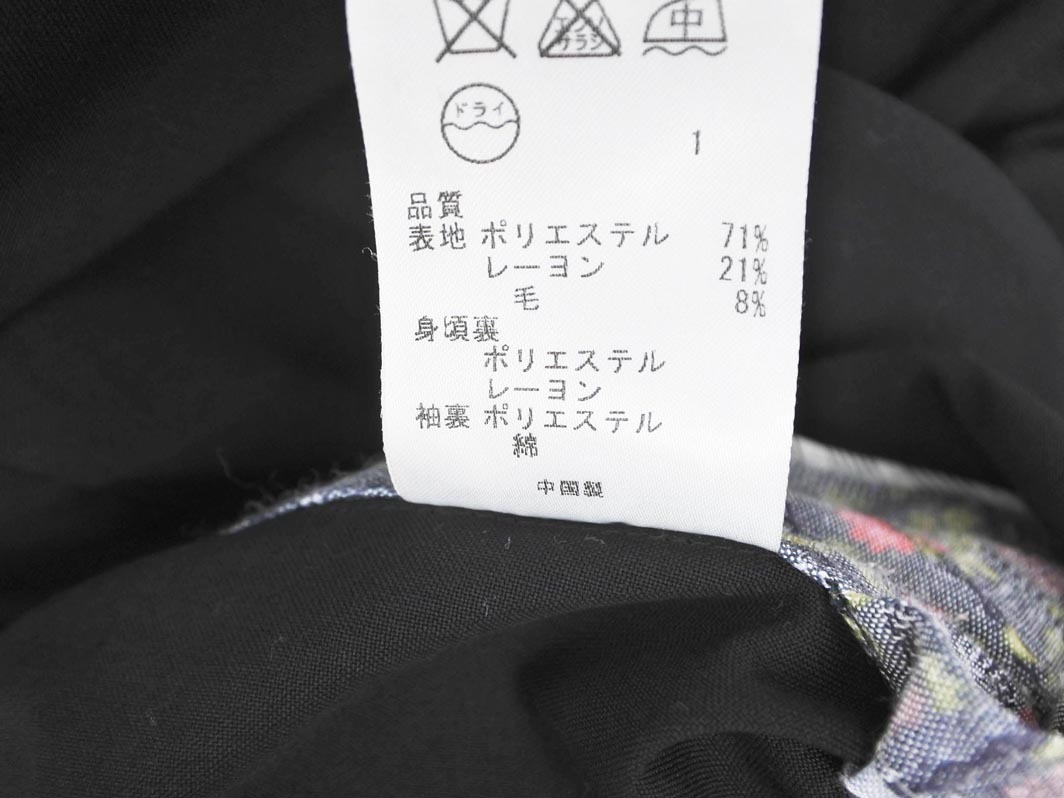 エンソ
サラシ
中
ドライ
1
品質
表地 ポリエステル 71%
レーヨン 21%
毛 8%
身頃裏
ポリエステル
レーヨン
袖裏 ポリエステル
綿
中国製